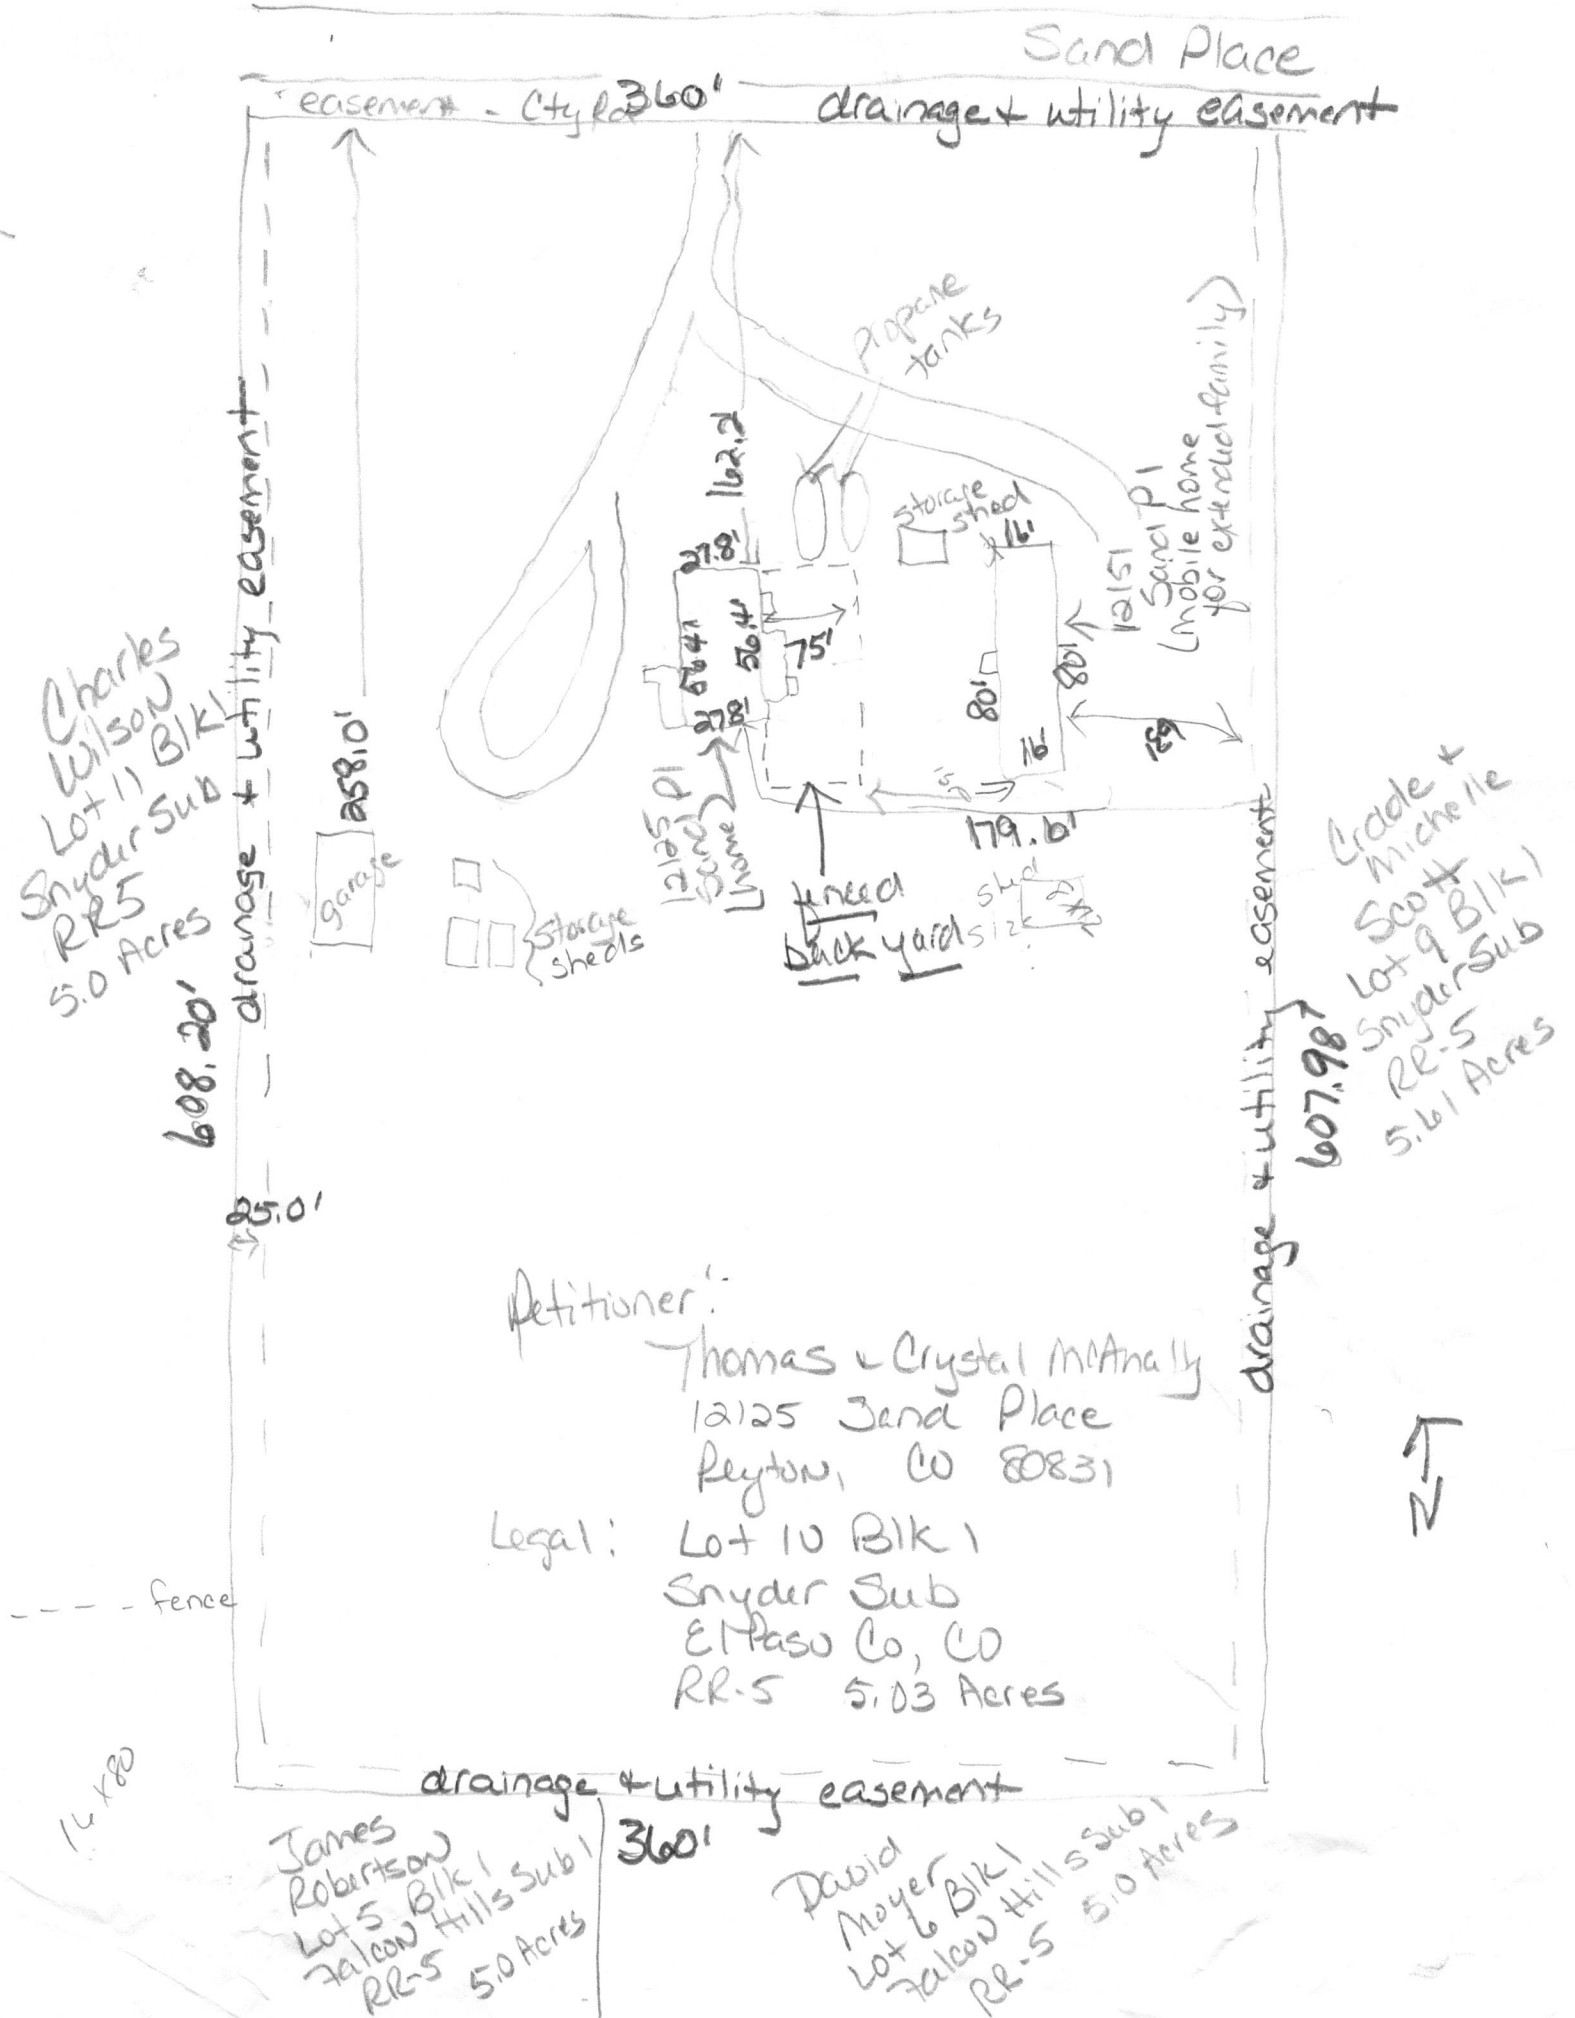 Sand Place
easement - Cty Rd
360'
drainage + utility easement
Propane
tanks
drainage + utility easement
162.2'
Storage
shed
16'
12151
Sand Pl
(mobile home
for extended family)
27.8'
56.4'
56.4'
75'
27.8'
80'
80'
16'
Charles
Wilson
Lot 11 Blk 1
Snyder Sub
RR5
5.0 Acres
258.0'
garage
Storage
sheds
12125 Pl
Sand
(home)
fenced
back yard
179.6'
shed
size
drainage + utility easement
Michelle
Scott
Lot 9 Blk 1
Snyder Sub
RR-5
5.61 Acres
608.20'
607.98'
25.0'
Petitioner:
Thomas + Crystal McAnally
12125 Sand Place
Peyton, CO 80831
Legal: Lot 10 Blk 1
Snyder Sub
El Paso Co, CO
RR-5 5.03 Acres
N
---- fence
16 x 80
drainage + utility easement
360'
James
Robertson
Lot 5 Blk 1
Falcon Hills Sub 1
RR-5 5.0 Acres
David
Moyer
Lot 6 Blk 1
Falcon Hills Sub 1
RR-5 5.0 Acres